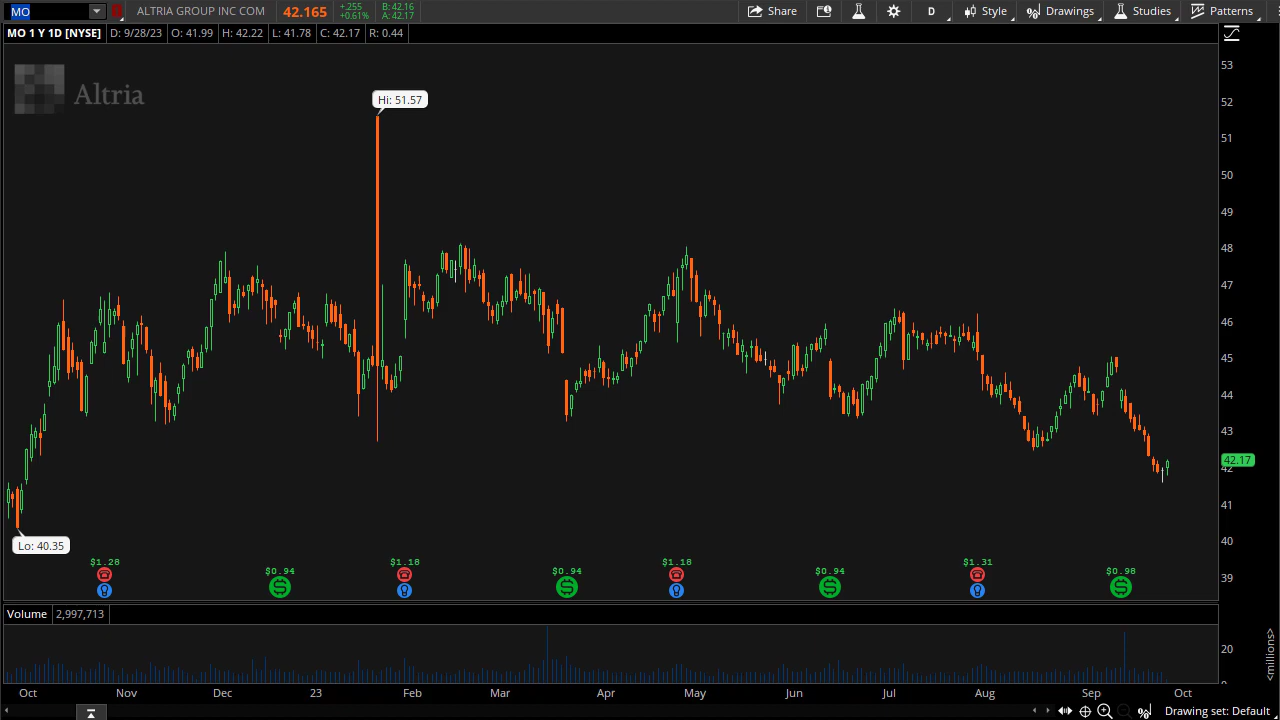 MO
ALTRIA GROUP INC COM
42.165
+.255
+0.61%
B: 42.16
A: 42.17
Share
D
Style
Drawings
Studies
Patterns
MO 1 Y 1D [NYSE]
D: 9/28/23
O: 41.99
H: 42.22
L: 41.78
C: 42.17
R: 0.44
Altria
Hi: 51.57
53
52
51
50
49
48
47
46
45
44
43
42.17
42
41
40
39
Lo: 40.35
$1.28
$0.94
$1.18
$0.94
$1.18
$0.94
$1.31
$0.98
Volume
2,997,713
20
<millions>
Oct
Nov
Dec
23
Feb
Mar
Apr
May
Jun
Jul
Aug
Sep
Oct
Drawing set: Default